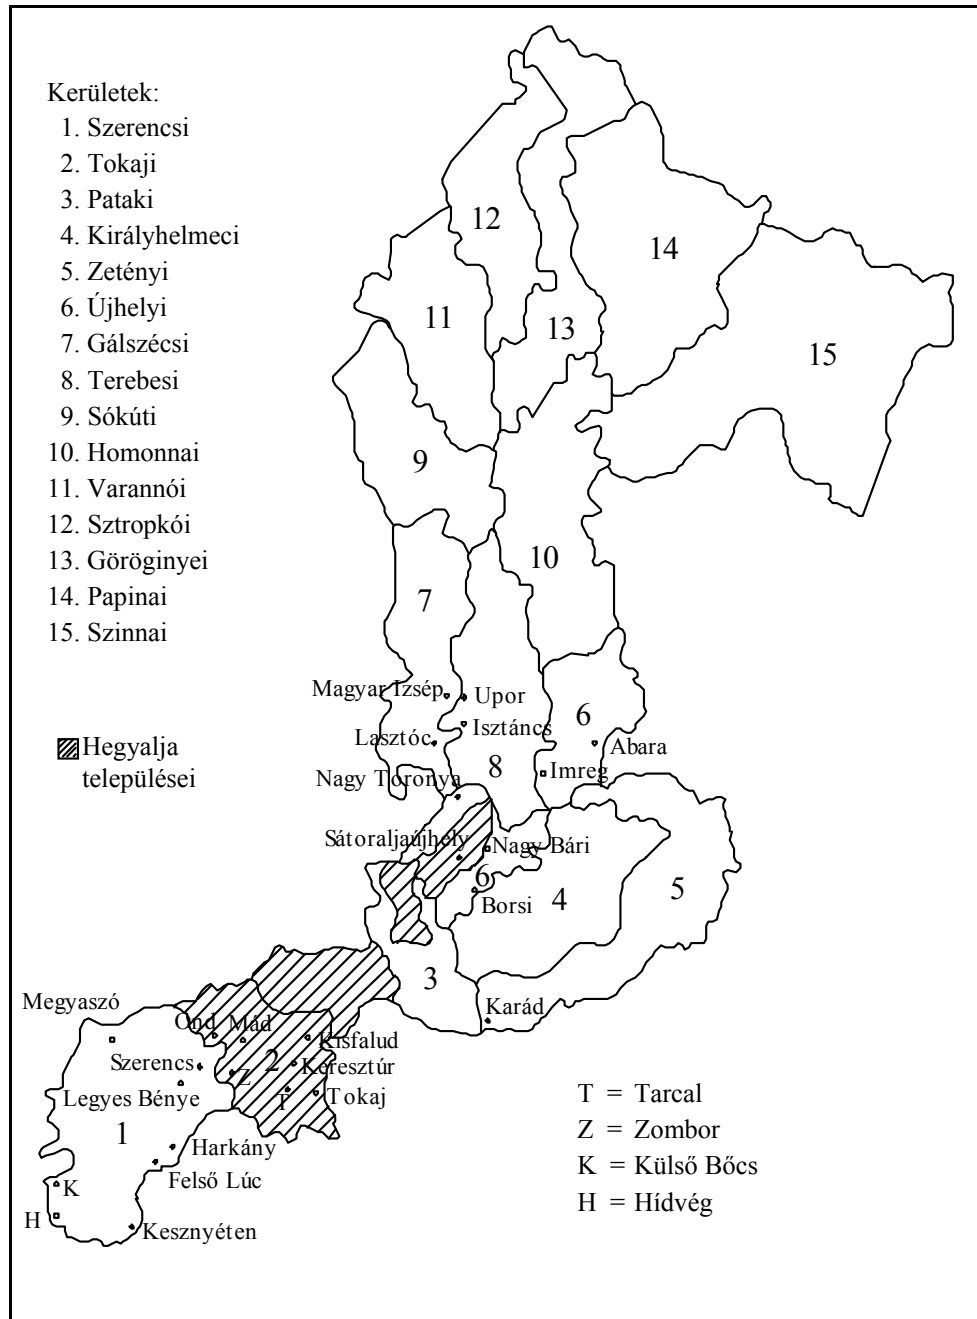 Kerületek:
1. Szerencsi
2. Tokaji
3. Pataki
4. Királyhelmeci
5. Zetényi
6. Újhelyi
7. Gálszécsi
8. Terebesi
9. Sókúti
10. Homonnai
11. Varannói
12. Sztropkói
13. Göröginyei
14. Papinai
15. Szinnai
Hegyalja
települései
12
14
11
13
15
9
10
7
Magyar Izsép
Upor
Isztáncs
6
Lasztóc
Abara
8
Imreg
Nagy Toronya
Sátoraljaújhely
Nagy Bári
6
5
4
Borsi
3
Megyaszó
Karád
Ond
Mád
Kisfalud
Szerencs
2
Keresztúr
Z
Legyes Bénye
T
Tokaj
1
Harkány
Felső Lúc
K
H
Kesznyéten
T = Tarcal
Z = Zombor
K = Külső Bőcs
H = Hídvég